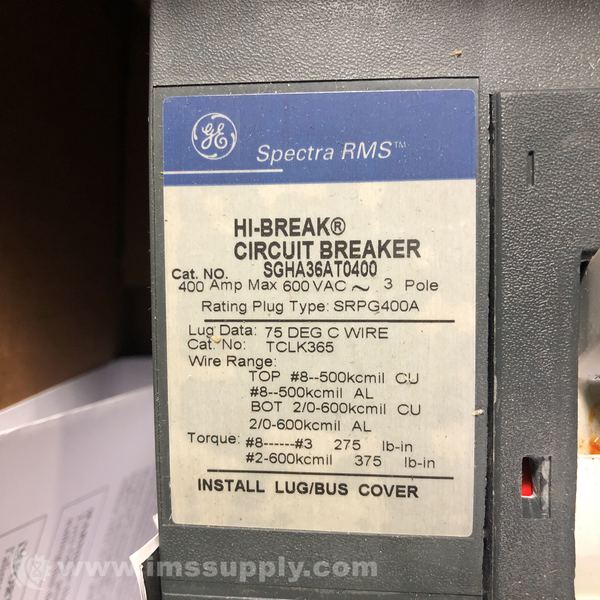 GE
Spectra RMS™
HI-BREAK®
CIRCUIT BREAKER
Cat. NO. SGHA36AT0400
400 Amp Max 600 VAC ~ 3 Pole
Rating Plug Type: SRPG400A
Lug Data: 75 DEG C WIRE
Cat. No: TCLK365
Wire Range:
TOP #8--500kcmil CU
#8--500kcmil AL
BOT 2/0-600kcmil CU
2/0-600kcmil AL
Torque: #8------#3 275 lb-in
#2-600kcmil 375 lb-in
INSTALL LUG/BUS COVER
www.imssupply.com